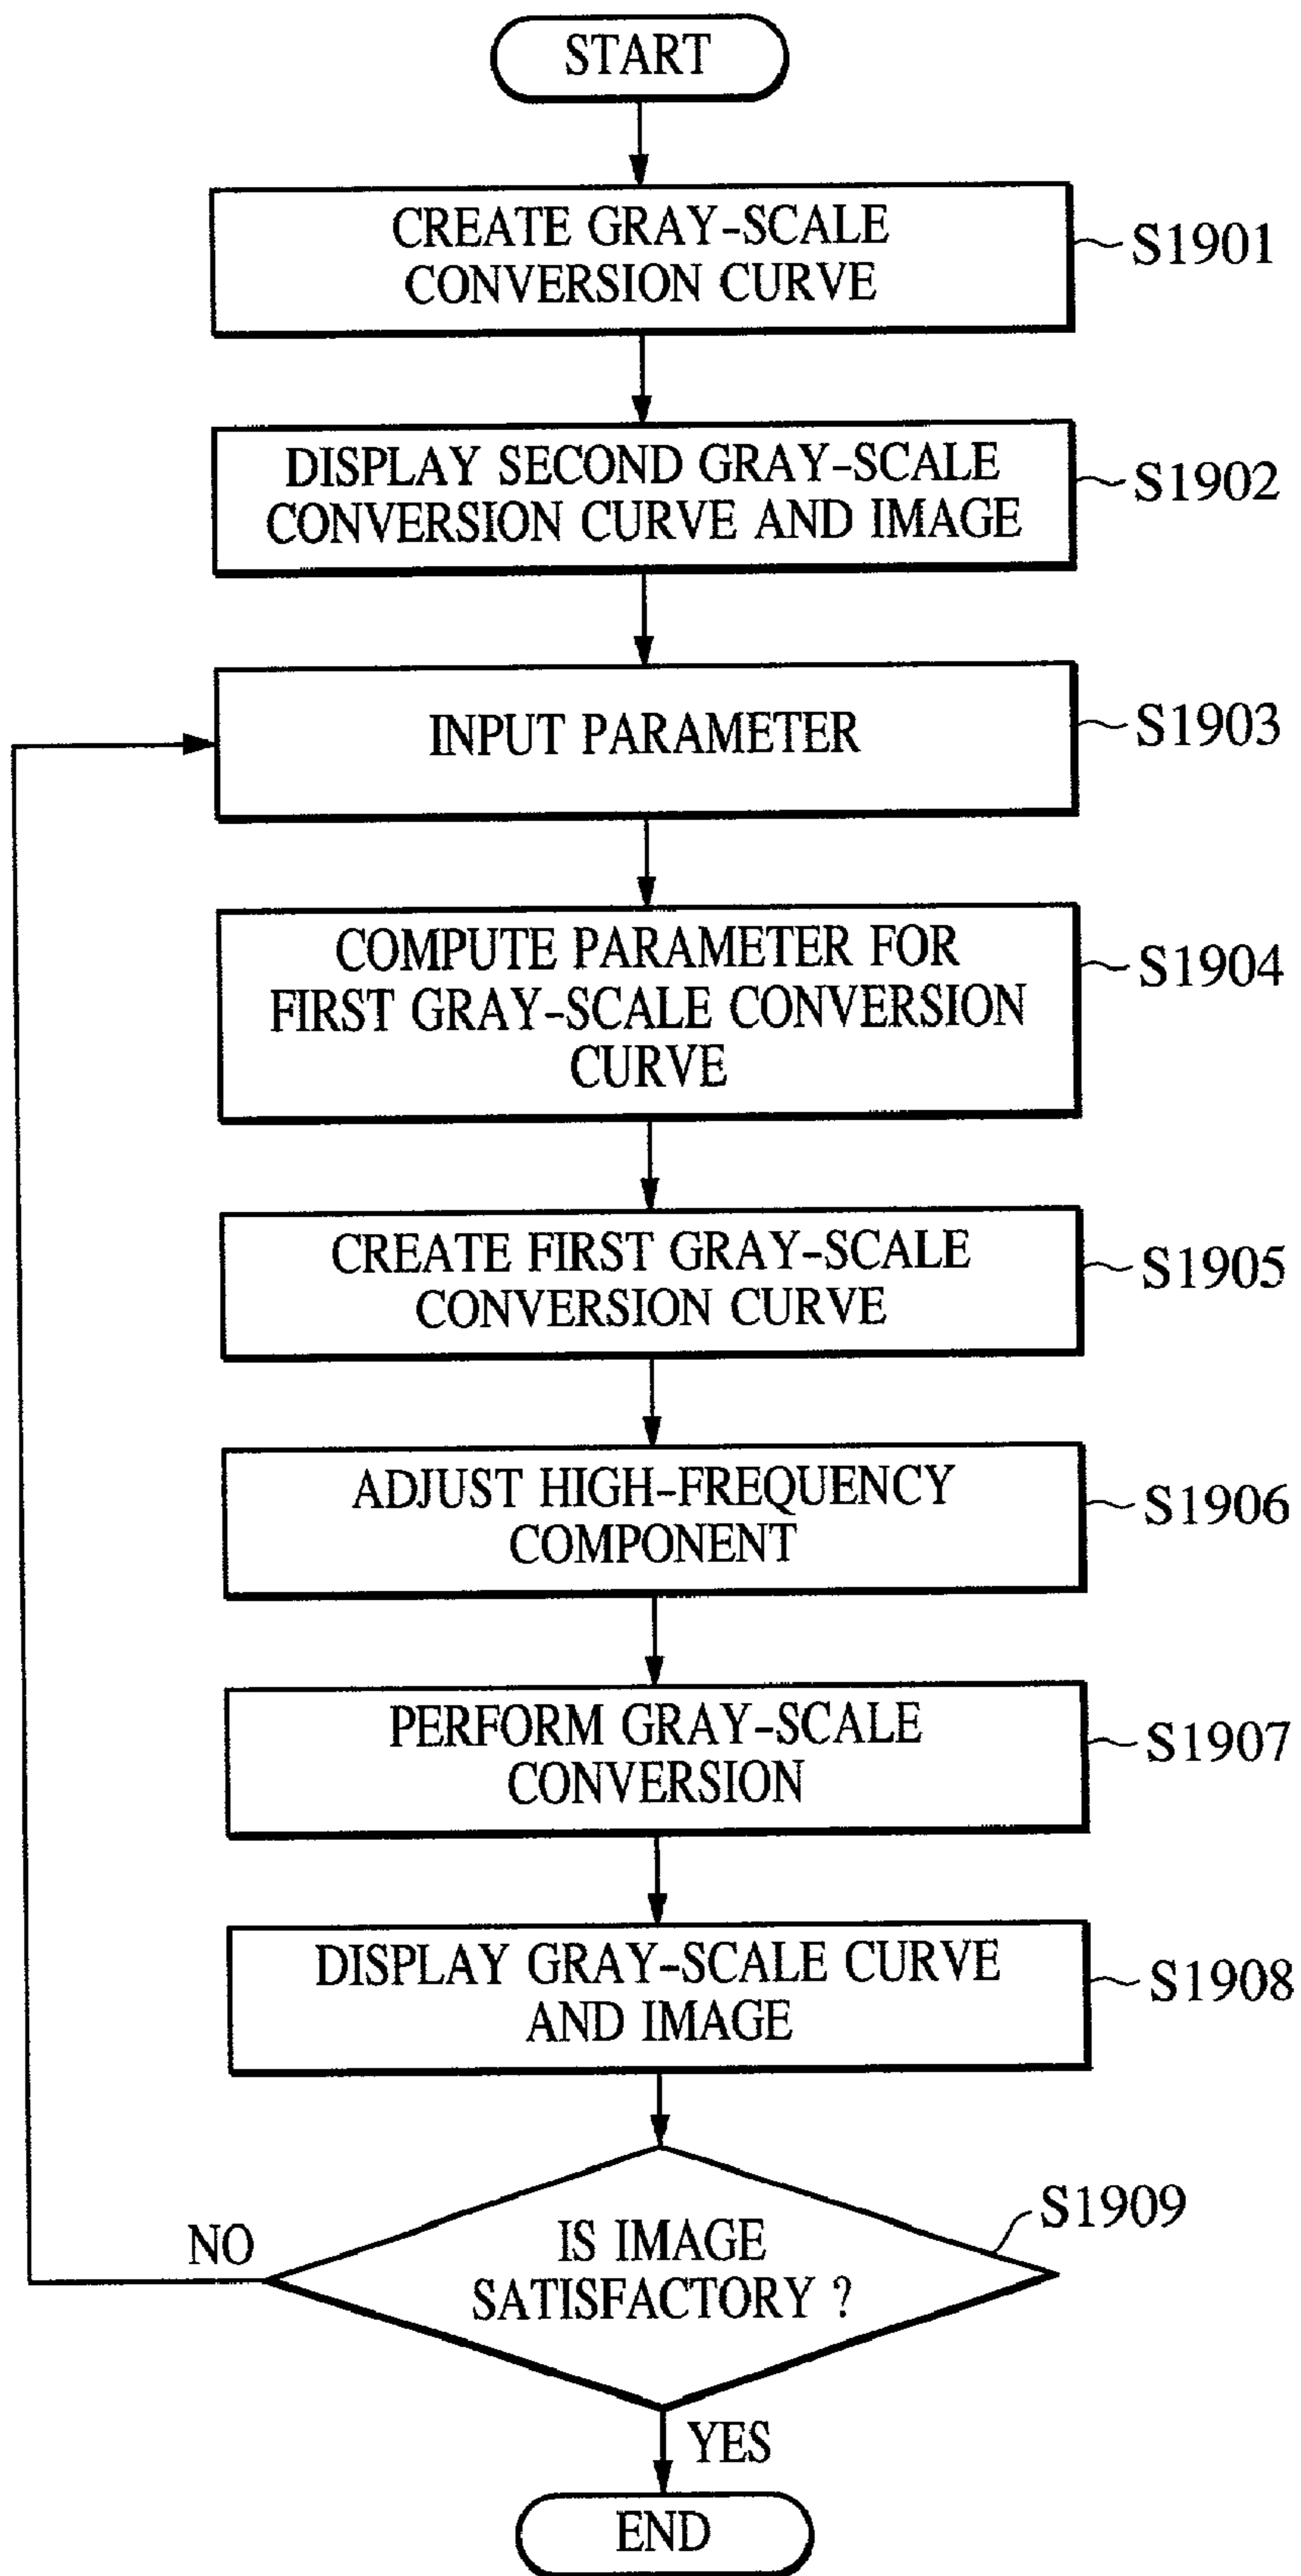 START
CREATE GRAY-SCALE
CONVERSION CURVE
S1901
DISPLAY SECOND GRAY-SCALE
CONVERSION CURVE AND IMAGE
S1902
INPUT PARAMETER
S1903
COMPUTE PARAMETER FOR
FIRST GRAY-SCALE CONVERSION
CURVE
S1904
CREATE FIRST GRAY-SCALE
CONVERSION CURVE
S1905
ADJUST HIGH-FREQUENCY
COMPONENT
S1906
PERFORM GRAY-SCALE
CONVERSION
S1907
DISPLAY GRAY-SCALE CURVE
AND IMAGE
S1908
IS IMAGE
SATISFACTORY ?
S1909
NO
YES
END